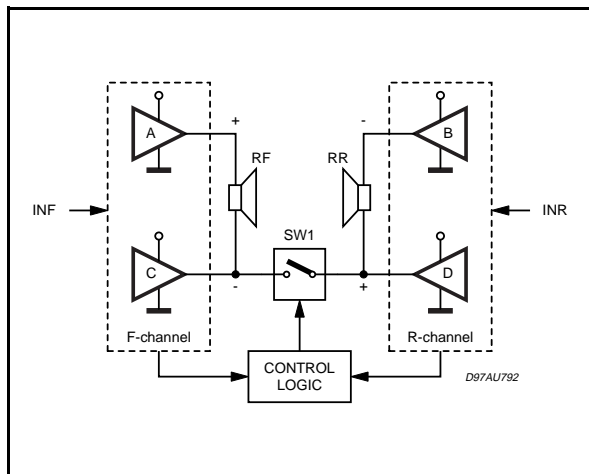 A
+
-
B
RF
RR
INF
INR
SW1
C
D
-
+
F-channel
R-channel
CONTROL
LOGIC
D97AU792